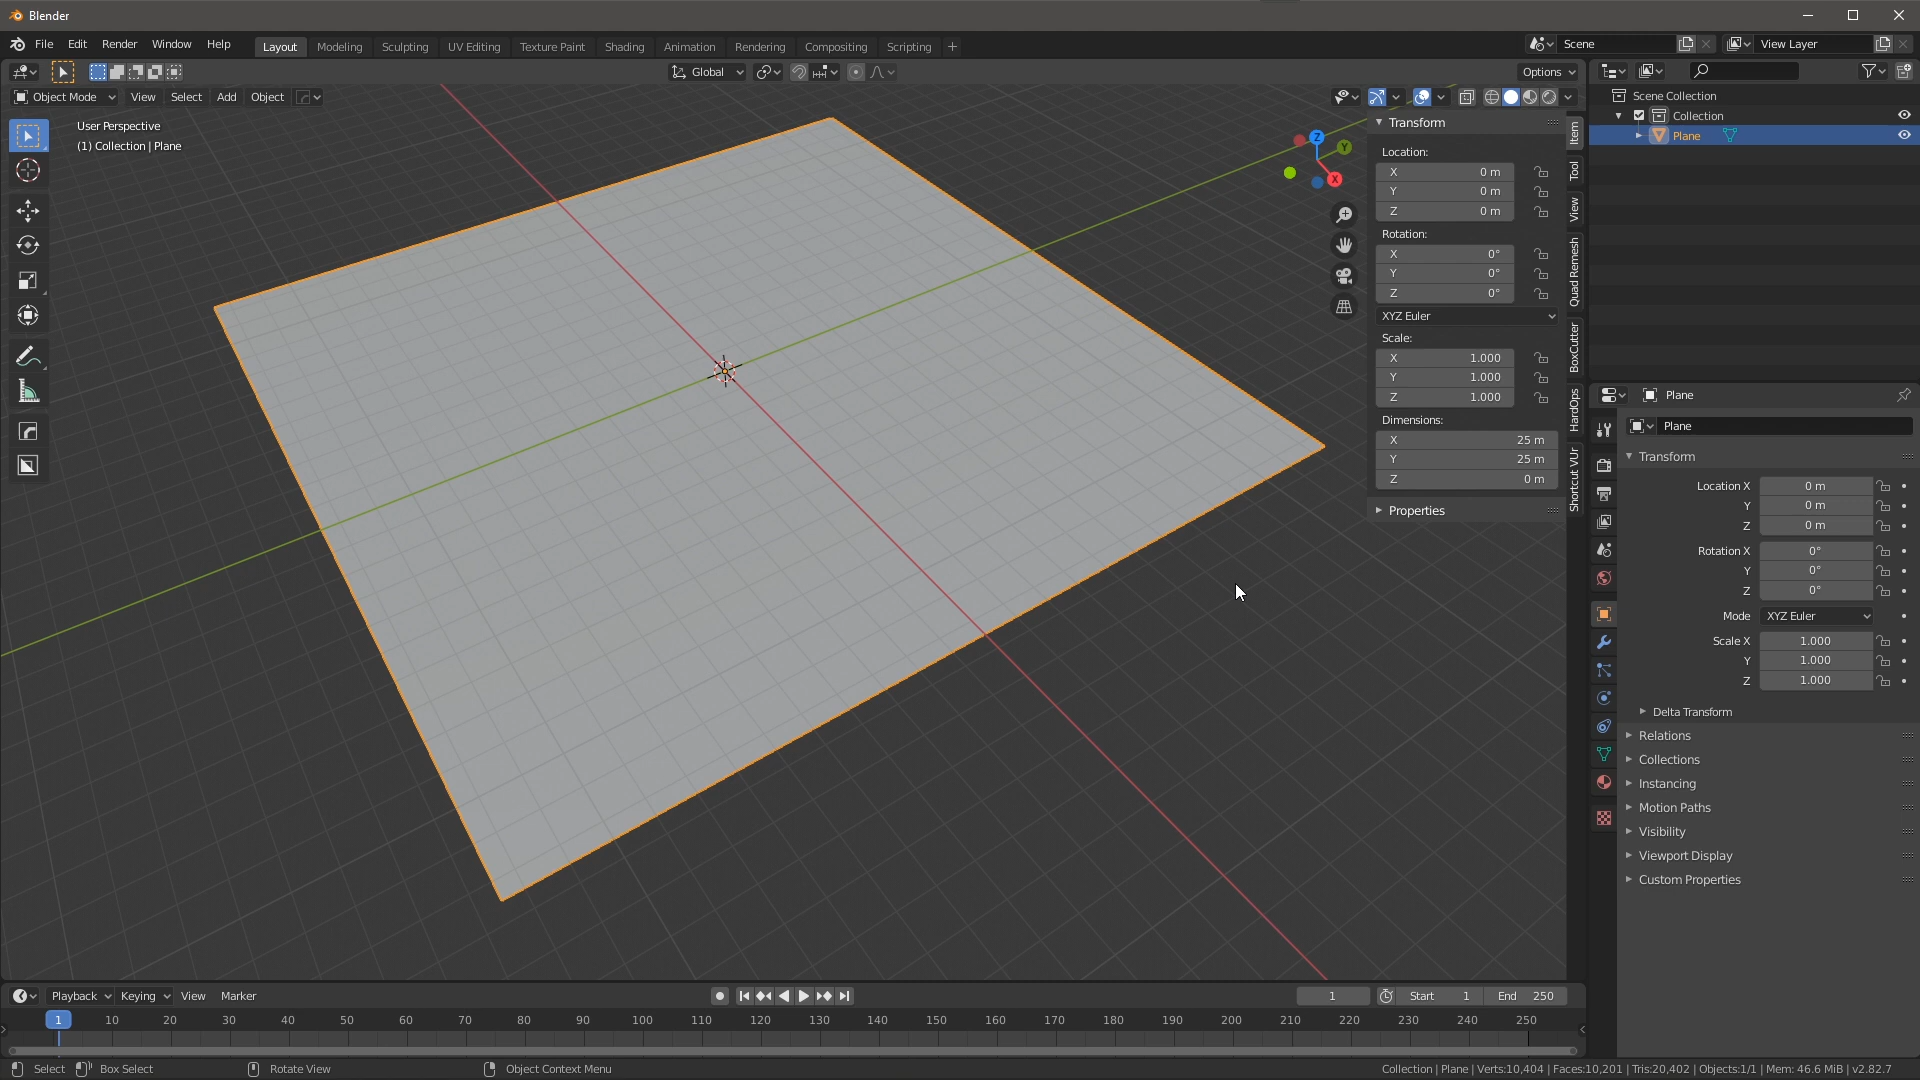 Blender
File Edit Render Window Help Layout Modeling Sculpting UV Editing Texture Paint Shading Animation Rendering Compositing Scripting + Scene View Layer
Global Options
Object Mode View Select Add Object
User Perspective
(1) Collection | Plane
Z
Y
X
Transform
Location:
X 0 m
Y 0 m
Z 0 m
Rotation:
X 0°
Y 0°
Z 0°
XYZ Euler
Scale:
X 1.000
Y 1.000
Z 1.000
Dimensions:
X 25 m
Y 25 m
Z 0 m
Properties
Item
Tool
View
Quad Remesh
BoxCutter
HardOps
Shortcut VUr
Scene Collection
Collection
Plane
Plane
Plane
Transform
Location X 0 m
Y 0 m
Z 0 m
Rotation X 0°
Y 0°
Z 0°
Mode XYZ Euler
Scale X 1.000
Y 1.000
Z 1.000
Delta Transform
Relations
Collections
Instancing
Motion Paths
Visibility
Viewport Display
Custom Properties
Playback Keying View Marker 1 Start 1 End 250
1 10 20 30 40 50 60 70 80 90 100 110 120 130 140 150 160 170 180 190 200 210 220 230 240 250
Select Box Select Rotate View Object Context Menu Collection | Plane | Verts:10,404 | Faces:10,201 | Tris:20,402 | Objects:1/1 | Mem: 46.6 MiB | v2.82.7